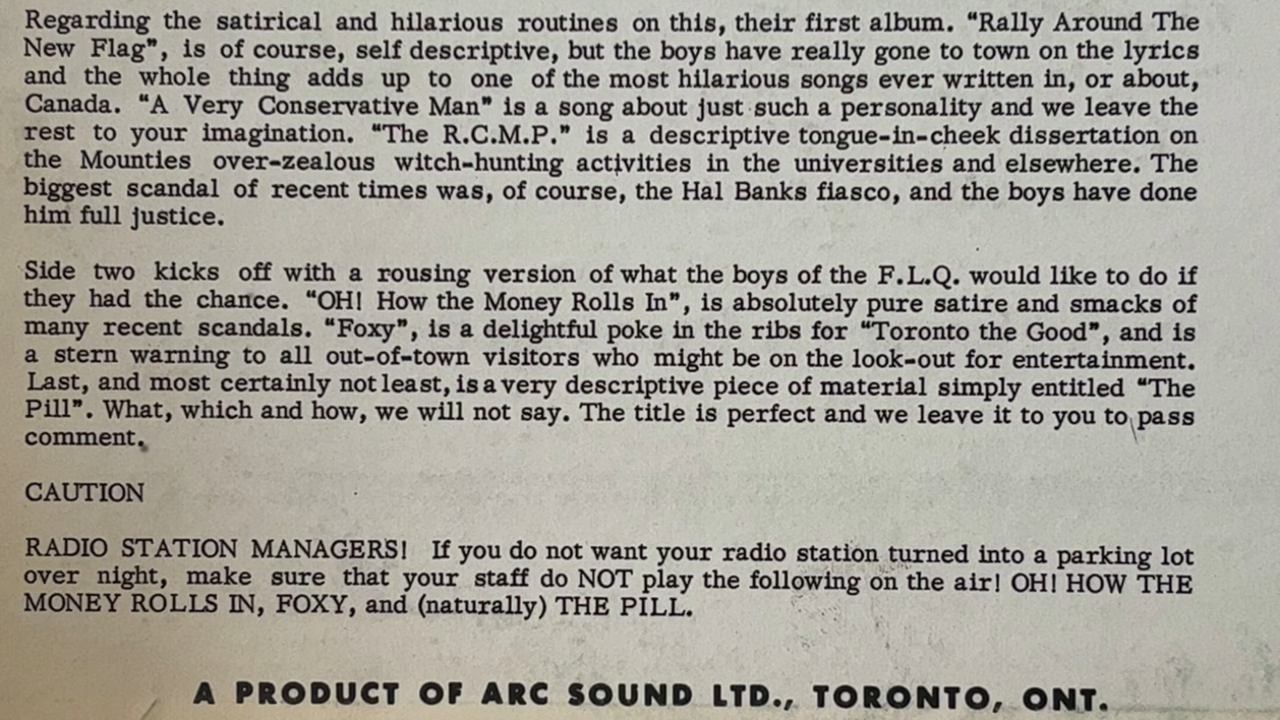 Regarding the satirical and hilarious routines on this, their first album. "Rally Around The
New Flag", is of course, self descriptive, but the boys have really gone to town on the lyrics
and the whole thing adds up to one of the most hilarious songs ever written in, or about,
Canada. "A Very Conservative Man" is a song about just such a personality and we leave the
rest to your imagination. "The R.C.M.P." is a descriptive tongue-in-cheek dissertation on
the Mounties over-zealous witch-hunting activities in the universities and elsewhere. The
biggest scandal of recent times was, of course, the Hal Banks fiasco, and the boys have done
him full justice.
Side two kicks off with a rousing version of what the boys of the F.L.Q. would like to do if
they had the chance. "OH! How the Money Rolls In", is absolutely pure satire and smacks of
many recent scandals. "Foxy", is a delightful poke in the ribs for "Toronto the Good", and is
a stern warning to all out-of-town visitors who might be on the look-out for entertainment.
Last, and most certainly not least, is a very descriptive piece of material simply entitled "The
Pill". What, which and how, we will not say. The title is perfect and we leave it to you to pass
comment.
CAUTION
RADIO STATION MANAGERS! If you do not want your radio station turned into a parking lot
over night, make sure that your staff do NOT play the following on the air! OH! HOW THE
MONEY ROLLS IN, FOXY, and (naturally) THE PILL.
A PRODUCT OF ARC SOUND LTD., TORONTO, ONT.